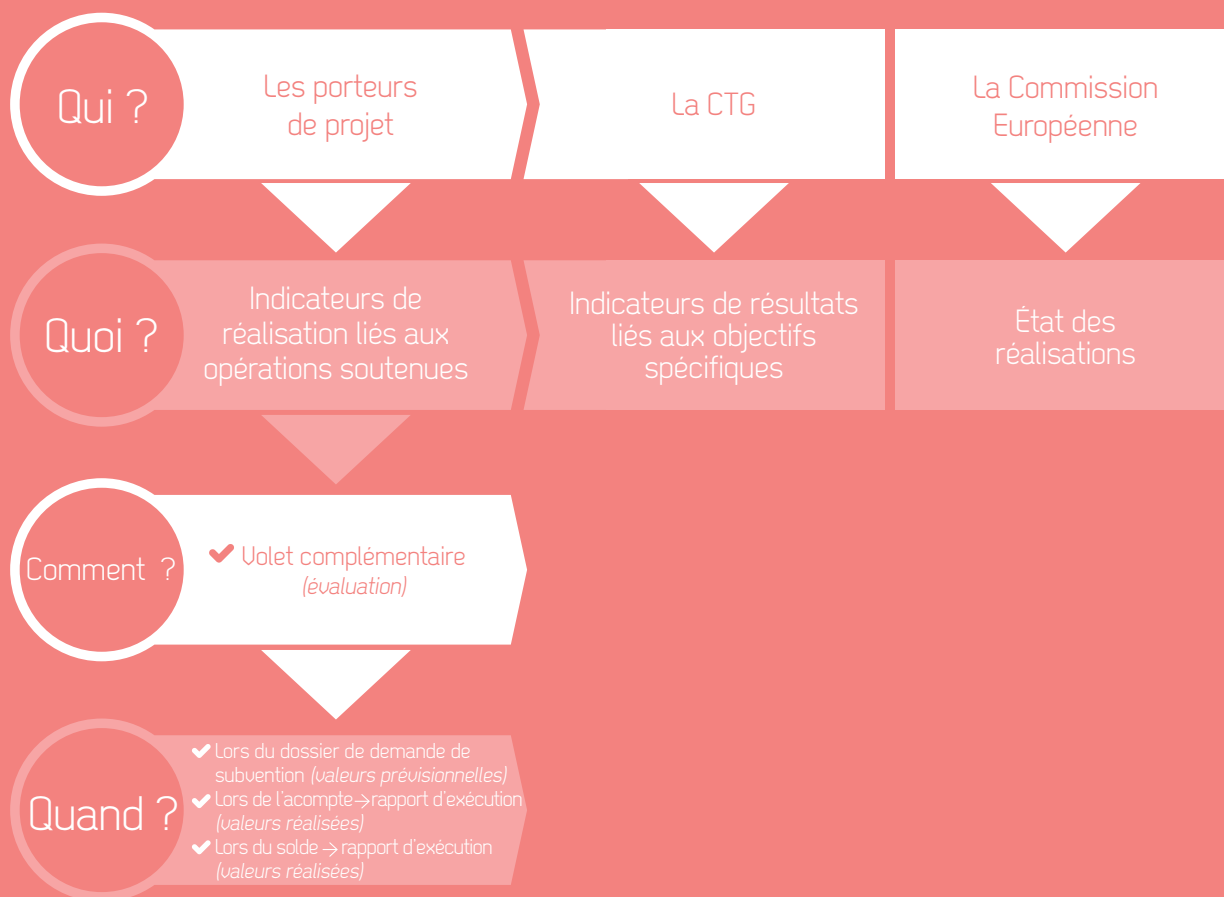 Qui ?
Les porteurs
de projet
La CTG
La Commission
Européenne
Quoi ?
Indicateurs de
réalisation liés aux
opérations soutenues
Indicateurs de résultats
liés aux objectifs
spécifiques
État des
réalisations
Comment ?
Volet complémentaire
(évaluation)
Quand ?
Lors du dossier de demande de
subvention (valeurs prévisionnelles)
Lors de l'acompte→rapport d'exécution
(valeurs réalisées)
Lors du solde → rapport d'exécution
(valeurs réalisées)